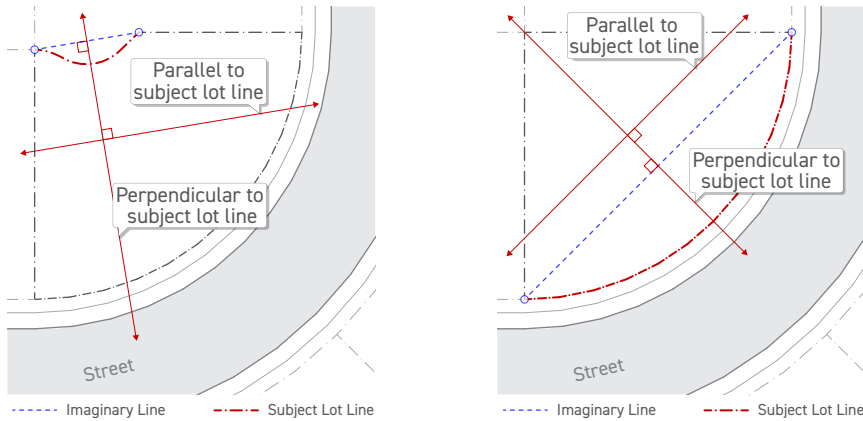 Parallel to
subject lot line
Perpendicular to
subject lot line
Street
Imaginary Line
Subject Lot Line
Parallel to
subject lot line
Perpendicular to
subject lot line
Street
Imaginary Line
Subject Lot Line